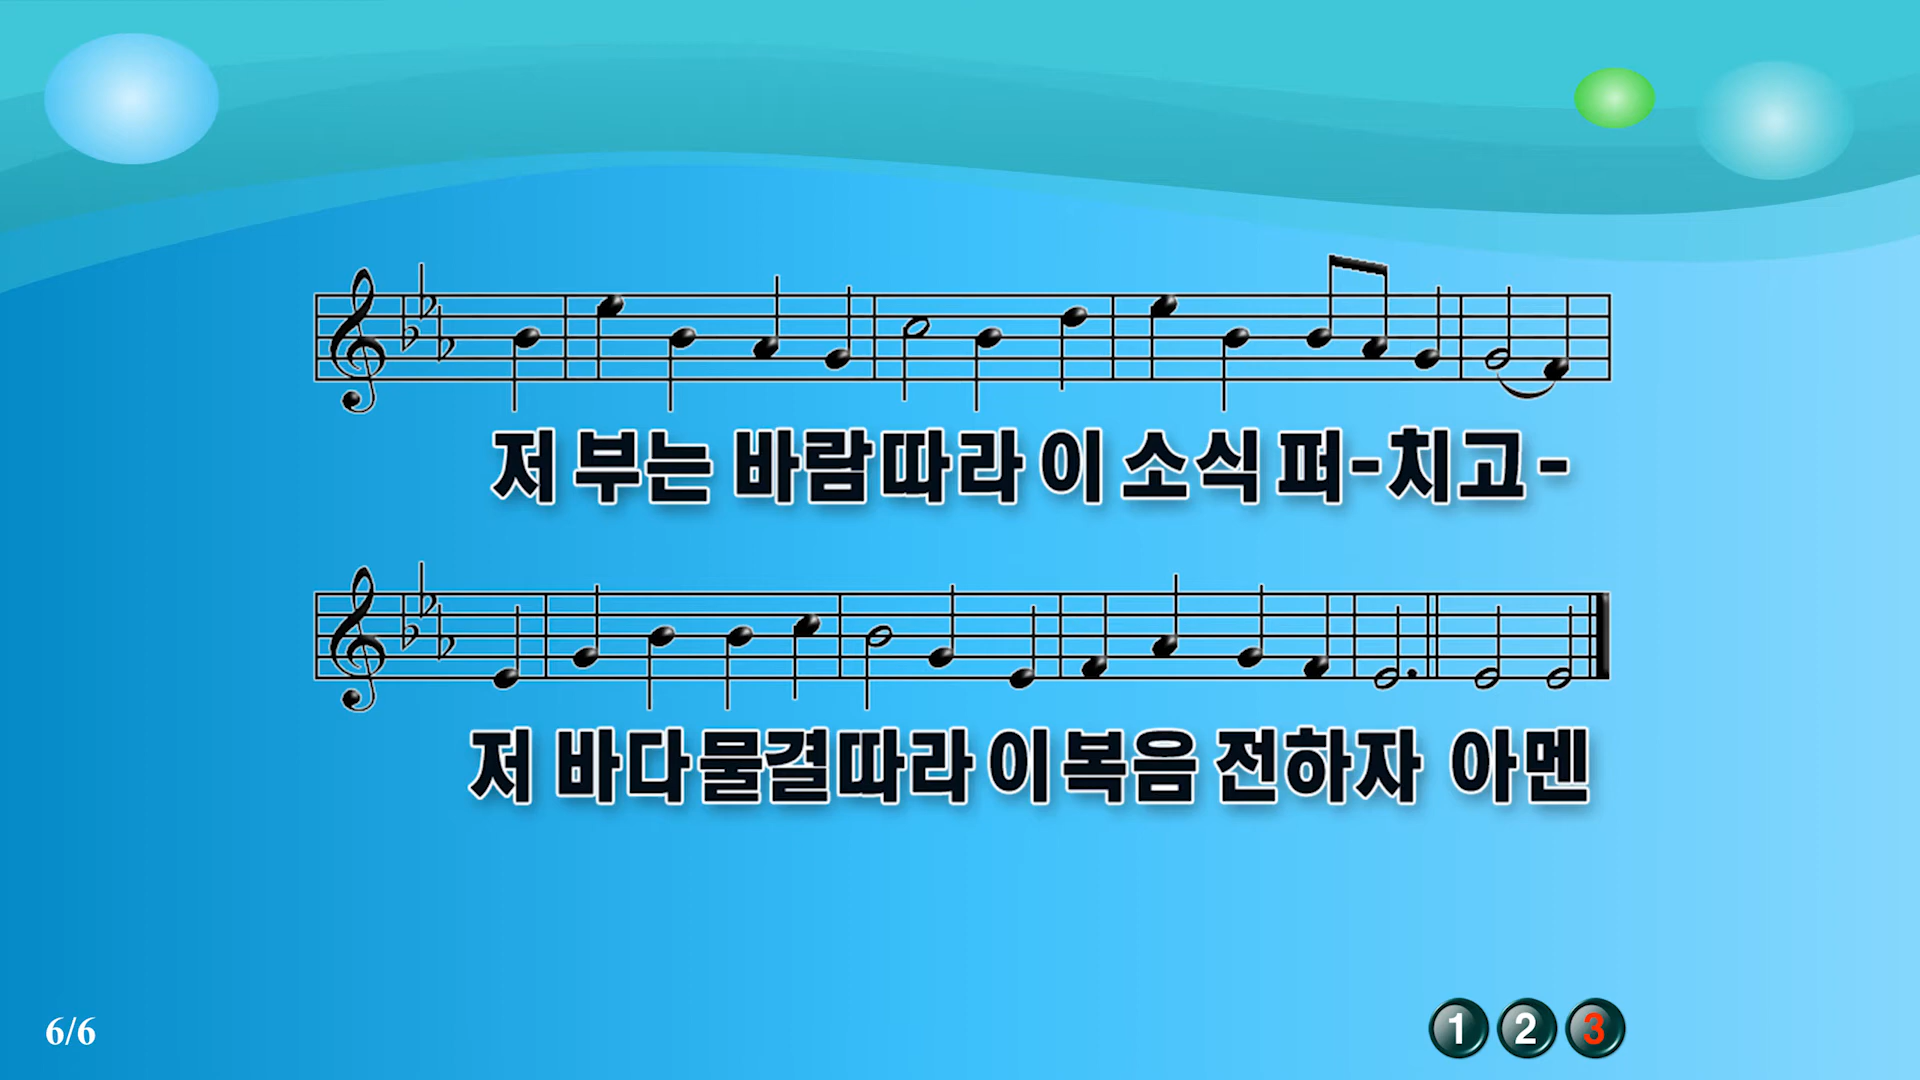 저 부는 바람따라 이 소식 펴-치고-
저 바다물결따라 이복음 전하자 아멘
6/6
1 2 3